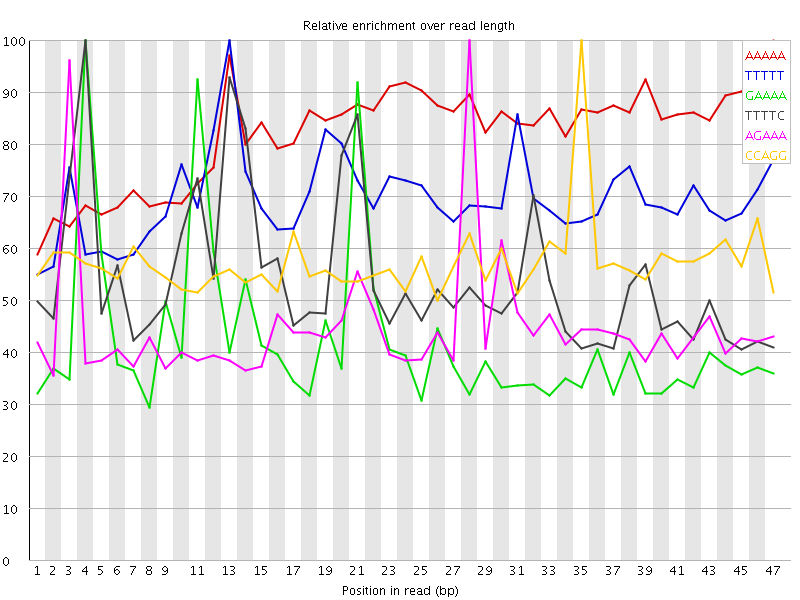 Relative enrichment over read length
100
90
80
70
60
50
40
30
20
10
0
AAAAA
TTTTT
GAAAA
TTTTC
AGAAA
CCAGG
1 2 3 4 5 6 7 8 9 11 13 15 17 19 21 23 25 27 29 31 33 35 37 39 41 43 45 47
Position in read (bp)